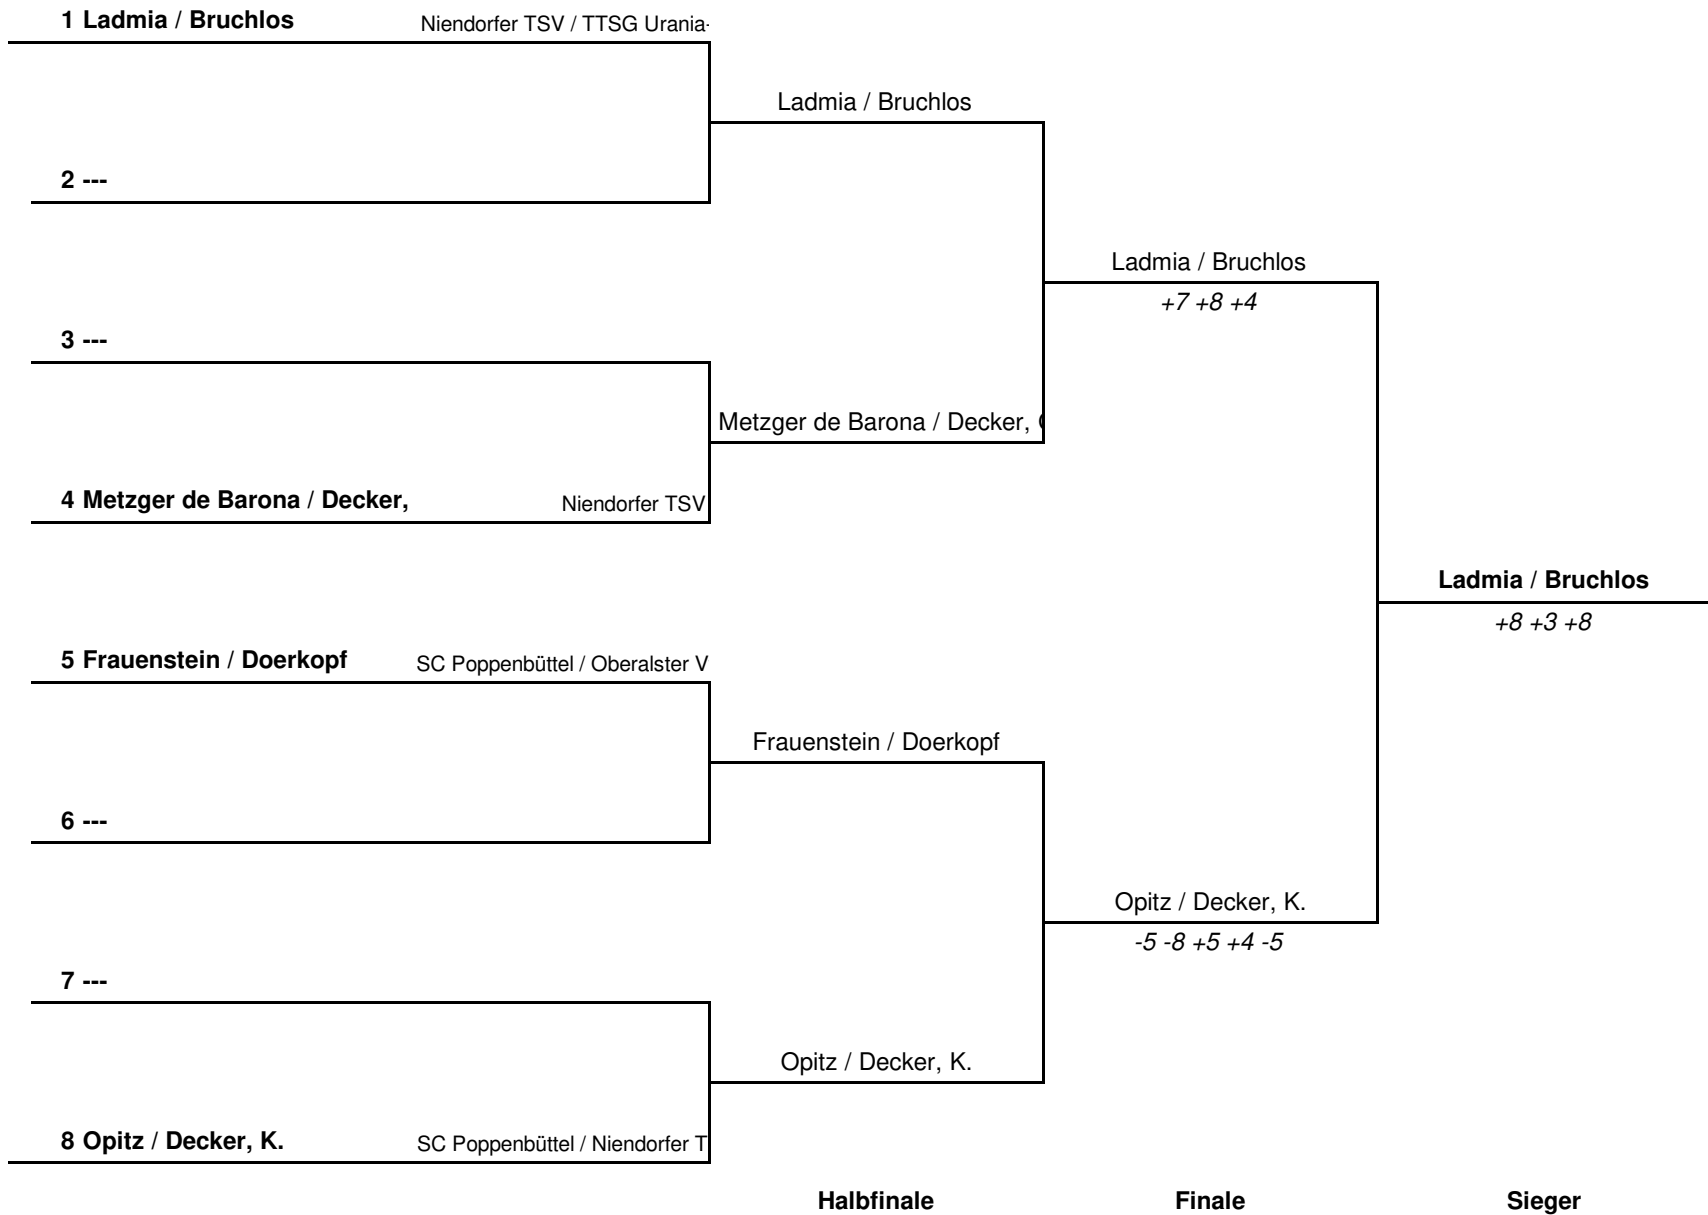 1 Ladmia / Bruchlos Niendorfer TSV / TTSG Urania-
Ladmia / Bruchlos
2 ---
Ladmia / Bruchlos
+7 +8 +4
3 ---
Metzger de Barona / Decker,
4 Metzger de Barona / Decker, Niendorfer TSV
Ladmia / Bruchlos
+8 +3 +8
5 Frauenstein / Doerkopf SC Poppenbüttel / Oberalster V
Frauenstein / Doerkopf
6 ---
Opitz / Decker, K.
-5 -8 +5 +4 -5
7 ---
Opitz / Decker, K.
8 Opitz / Decker, K. SC Poppenbüttel / Niendorfer T
Halbfinale Finale Sieger